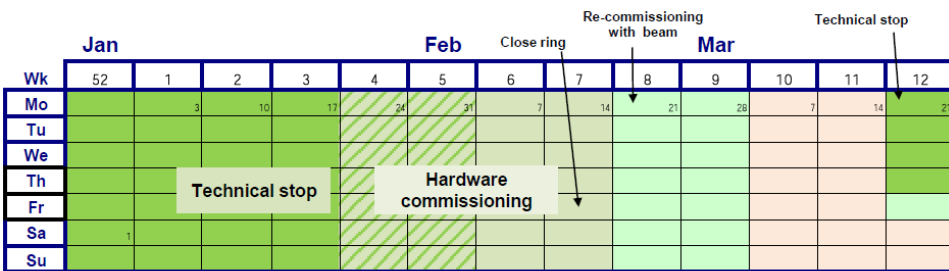 Re-commissioning
with beam
Technical stop
Jan Feb Close ring Mar
Wk 52 1 2 3 4 5 6 7 8 9 10 11 12
Mo 3 10 17 24 31 7 14 21 28 7 14 21
Tu
We
Th
Technical stop
Hardware
commissioning
Fr
Sa 1
Su